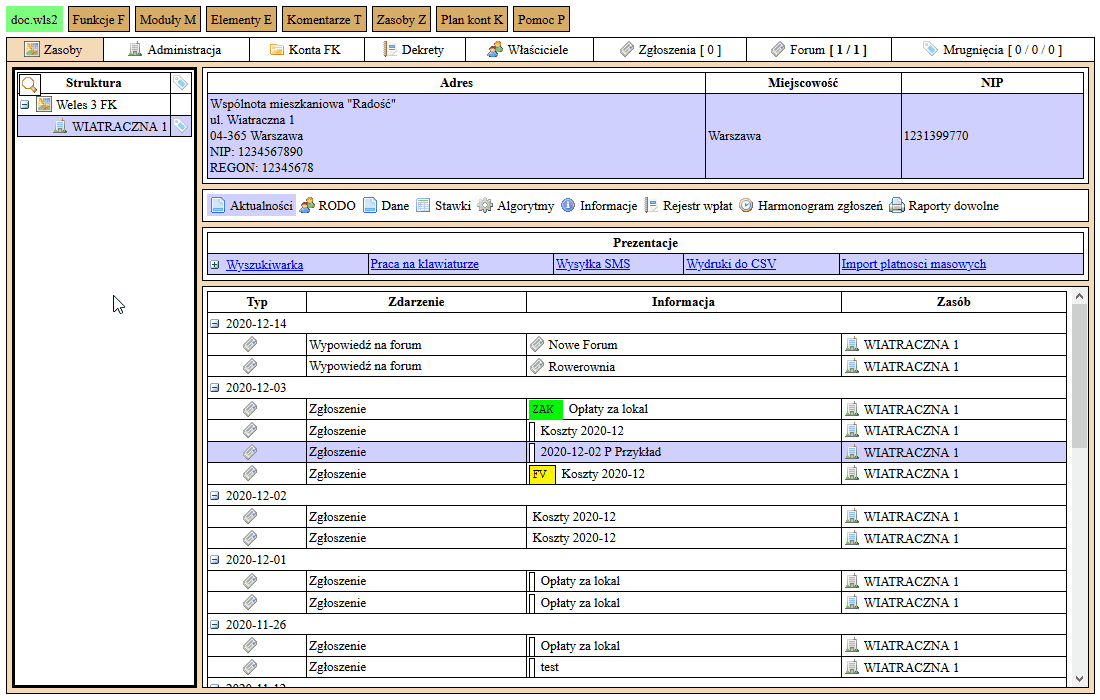 doc.wls2 Funkcje F Moduły M Elementy E Komentarze T Zasoby Z Plan kont K Pomoc P
Zasoby Administracja Konta FK Dekrety Właściciele Zgłoszenia [ 0 ] Forum [ 1 / 1 ] Mrugnięcia [ 0 / 0 / 0 ]
Struktura
Weles 3 FK
WIATRACZNA 1
Adres Miejscowość NIP
Wspólnota mieszkaniowa "Radość"
ul. Wiatraczna 1
04-365 Warszawa
NIP: 1234567890
REGON: 12345678
Warszawa
1231399770
Aktualności RODO Dane Stawki Algorytmy Informacje Rejestr wpłat Harmonogram zgłoszeń Raporty dowolne
Prezentacje
Wyszukiwarka Praca na klawiaturze Wysyłka SMS Wydruki do CSV Import platnosci masowych
Typ Zdarzenie Informacja Zasób
2020-12-14
Wypowiedź na forum Nowe Forum WIATRACZNA 1
Wypowiedź na forum Rowerownia WIATRACZNA 1
2020-12-03
Zgłoszenie ZAK Opłaty za lokal WIATRACZNA 1
Zgłoszenie Koszty 2020-12 WIATRACZNA 1
Zgłoszenie 2020-12-02 P Przykład WIATRACZNA 1
Zgłoszenie FV Koszty 2020-12 WIATRACZNA 1
2020-12-02
Zgłoszenie Koszty 2020-12 WIATRACZNA 1
Zgłoszenie Koszty 2020-12 WIATRACZNA 1
2020-12-01
Zgłoszenie Opłaty za lokal WIATRACZNA 1
Zgłoszenie Opłaty za lokal WIATRACZNA 1
2020-11-26
Zgłoszenie Opłaty za lokal WIATRACZNA 1
Zgłoszenie test WIATRACZNA 1